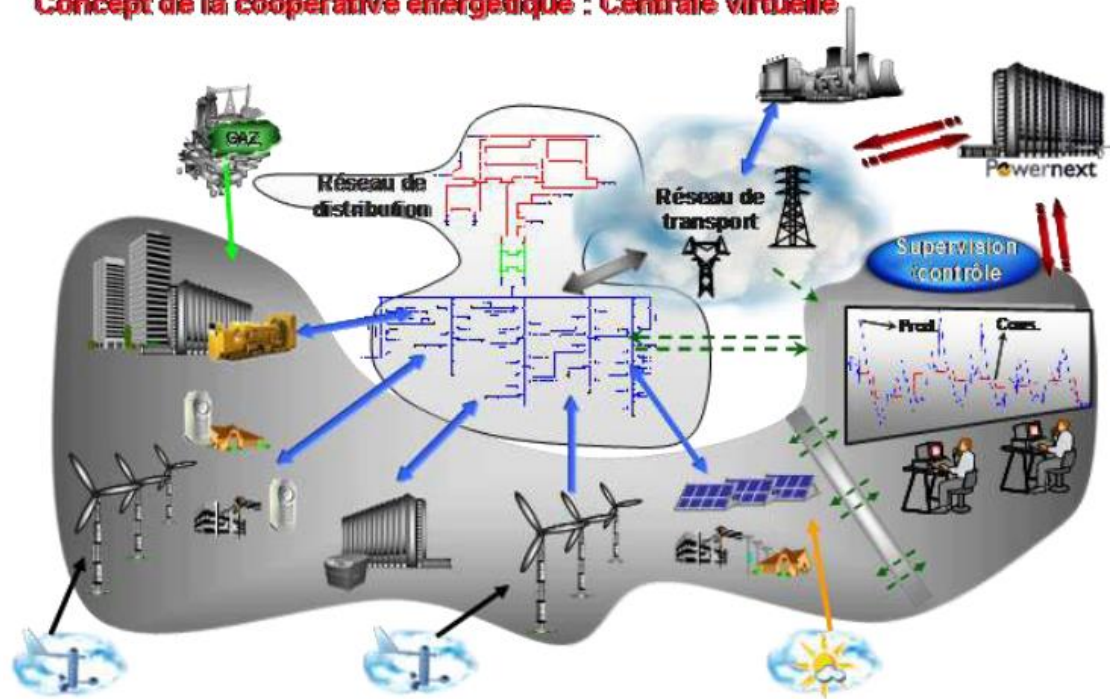 Concept de la coopérative énergétique : Centrale virtuelle
GAZ
Réseau de
distribution
Réseau de
transport
Powernext
Supervision
contrôle
Prod.
Cons.